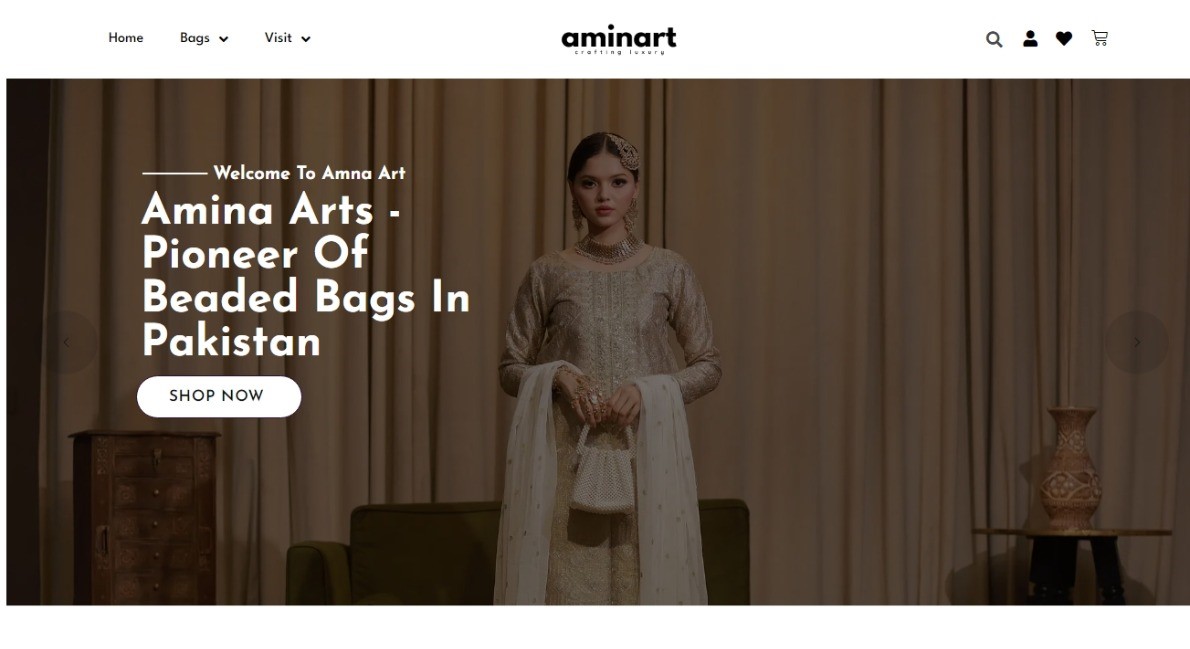 Home
Bags
Visit
aminart
crafting luxury
Welcome To Amna Art
Amina Arts -
Pioneer Of
Beaded Bags In
Pakistan
SHOP NOW